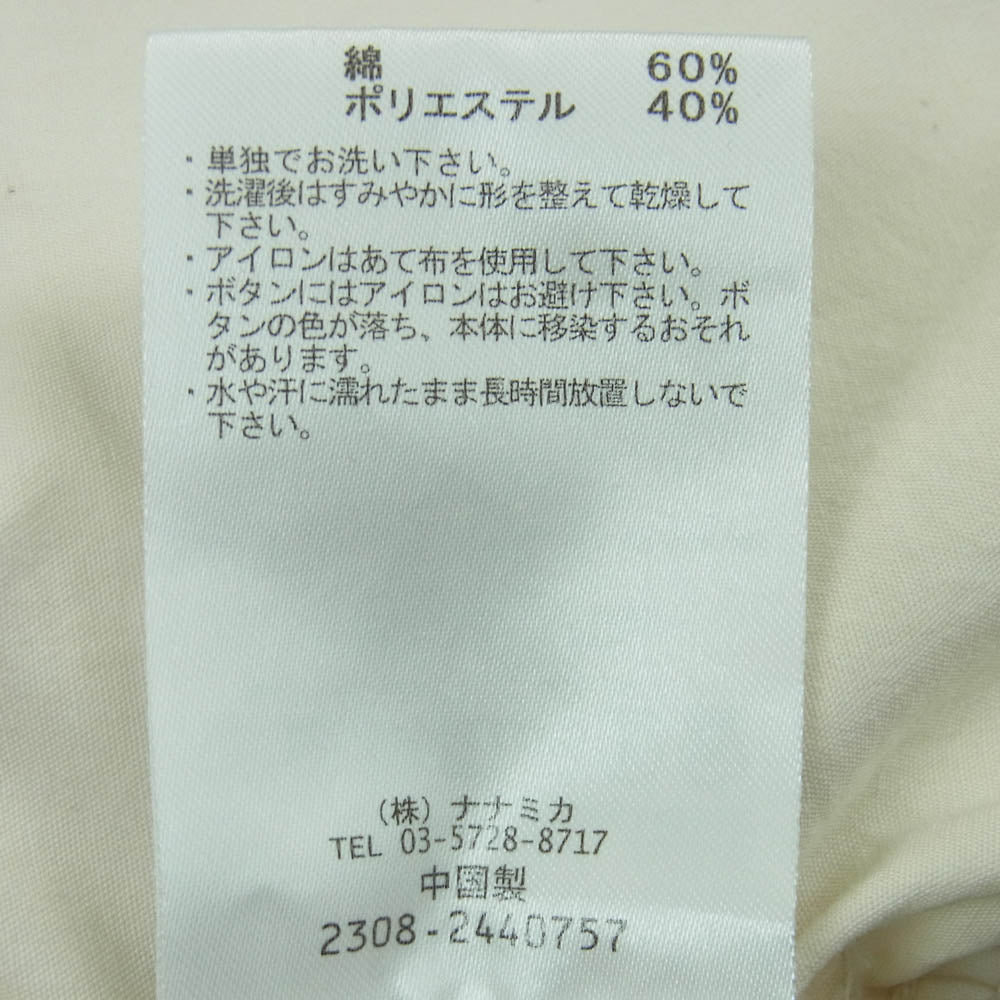 綿 60%
ポリエステル 40%
・単独でお洗い下さい。
・洗濯後はすみやかに形を整えて乾燥して
下さい。
・アイロンはあて布を使用して下さい。
・ボタンにはアイロンはお避け下さい。ボ
タンの色が落ち、本体に移染するおそれ
があります。
・水や汗に濡れたまま長時間放置しないで
下さい。
(株)ナナミカ
TEL 03-5728-8717
中国製
2308-2440757